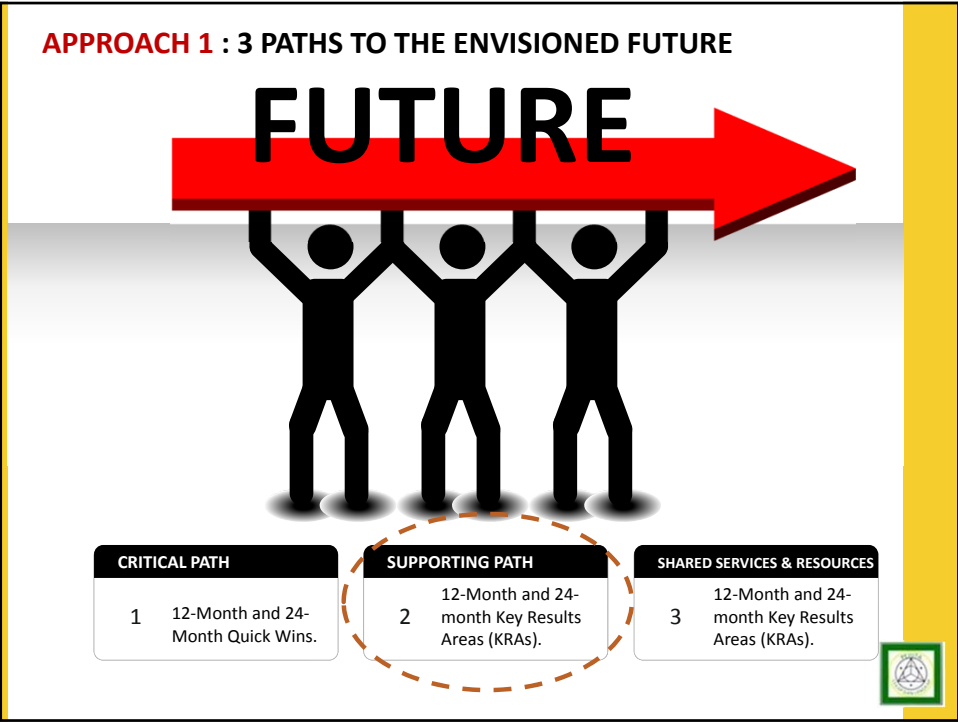 APPROACH 1 : 3 PATHS TO THE ENVISIONED FUTURE
FUTURE
CRITICAL PATH
1
12-Month and 24-
Month Quick Wins.
SUPPORTING PATH
2
12-Month and 24-
month Key Results
Areas (KRAs).
SHARED SERVICES & RESOURCES
3
12-Month and 24-
month Key Results
Areas (KRAs).